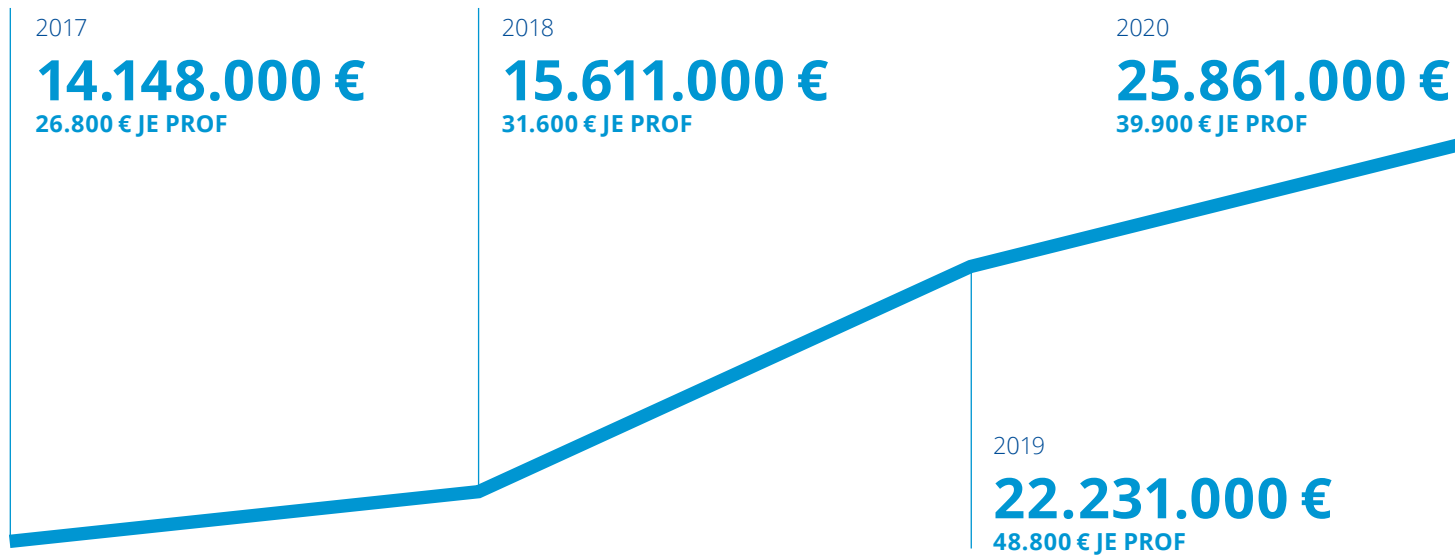 2017
14.148.000 €
26.800 € JE PROF
2018
15.611.000 €
31.600 € JE PROF
2020
25.861.000 €
39.900 € JE PROF
2019
22.231.000 €
48.800 € JE PROF